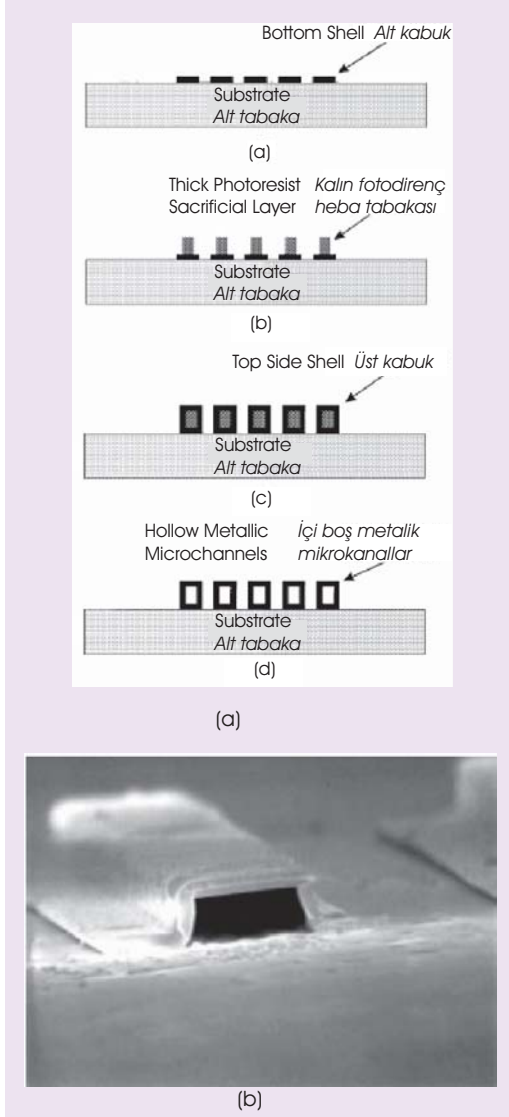 Bottom Shell Alt kabuk
Substrate
Alt tabaka
(a)
Thick Photoresist Kalın fotodirenç
Sacrificial Layer heba tabakası
Substrate
Alt tabaka
(b)
Top Side Shell Üst kabuk
Substrate
Alt tabaka
(c)
Hollow Metallic İçi boş metalik
Microchannels mikrokanallar
Substrate
Alt tabaka
(d)
(a)
(b)